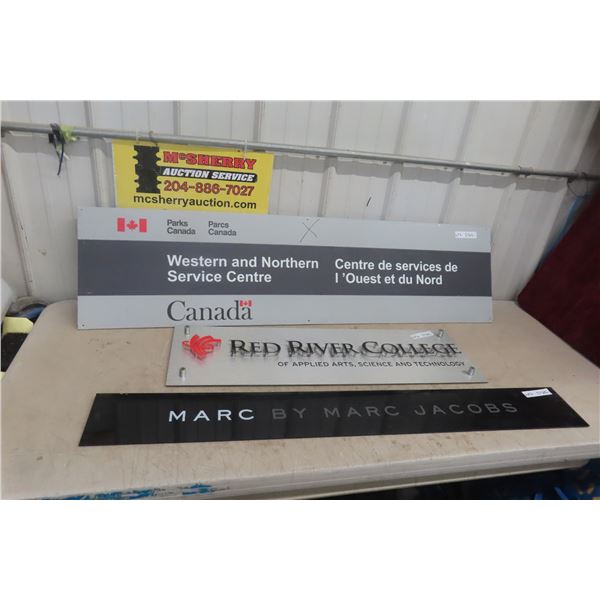 McSHERRY
AUCTION SERVICE
204-886-7027
mcsherryauction.com
Parks Canada
Parcs Canada
Western and Northern
Service Centre
Centre de services de
l 'Ouest et du Nord
Canada
RED RIVER COLLEGE
OF APPLIED ARTS, SCIENCE AND TECHNOLOGY
MARC BY MARC JACOBS